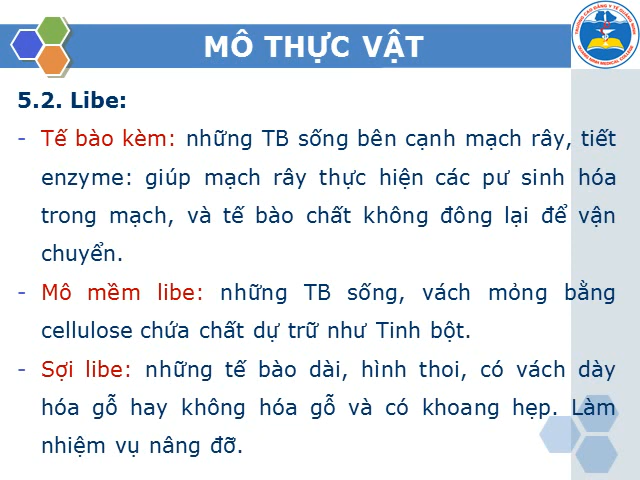 MÔ THỰC VẬT
5.2. Libe:
- Tế bào kèm: những TB sống bên cạnh mạch rây, tiết
enzyme: giúp mạch rây thực hiện các pư sinh hóa
trong mạch, và tế bào chất không đông lại để vận
chuyển.
- Mô mềm libe: những TB sống, vách mỏng bằng
cellulose chứa chất dự trữ như Tinh bột.
- Sợi libe: những tế bào dài, hình thoi, có vách dày
hóa gỗ hay không hóa gỗ và có khoang hẹp. Làm
nhiệm vụ nâng đỡ.